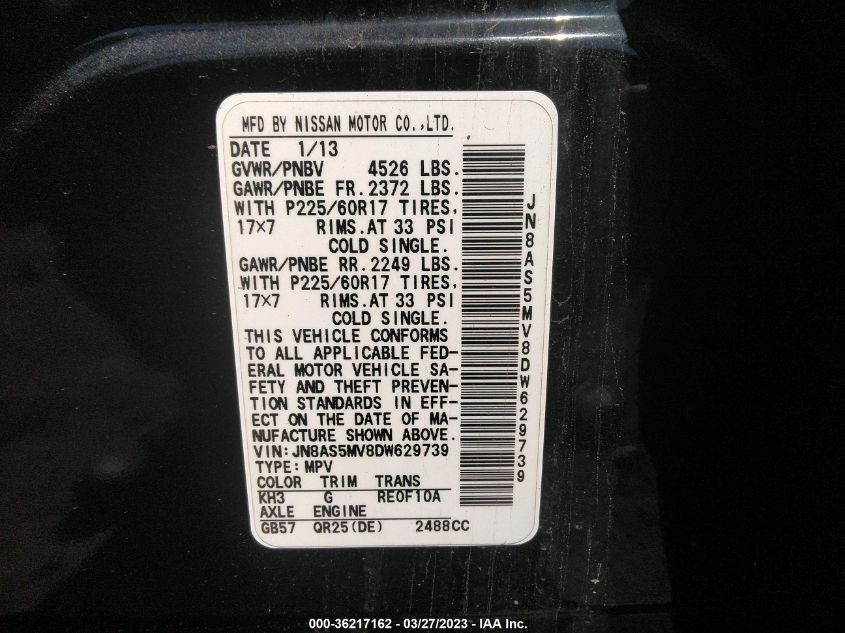 MFD BY NISSAN MOTOR CO.,LTD.
DATE 1/13
GVWR/PNBV 4526 LBS.
GAWR/PNBE FR.2372 LBS.
WITH P225/60R17 TIRES,
17×7 RIMS.AT 33 PSI
COLD SINGLE.
GAWR/PNBE RR.2249 LBS.
WITH P225/60R17 TIRES,
17×7 RIMS.AT 33 PSI
COLD SINGLE.
THIS VEHICLE CONFORMS
TO ALL APPLICABLE FED-
ERAL MOTOR VEHICLE SA-
FETY AND THEFT PREVEN-
TION STANDARDS IN EFF-
ECT ON THE DATE OF MA-
NUFACTURE SHOWN ABOVE.
VIN:JN8AS5MV8DW629739
TYPE:MPV
COLOR TRIM TRANS
KH3 G RE0F10A
AXLE ENGINE
GB57 QR25(DE) 2488CC
JN8AS5MV8DW629739
000-36217162 - 03/27/2023 - IAA Inc.